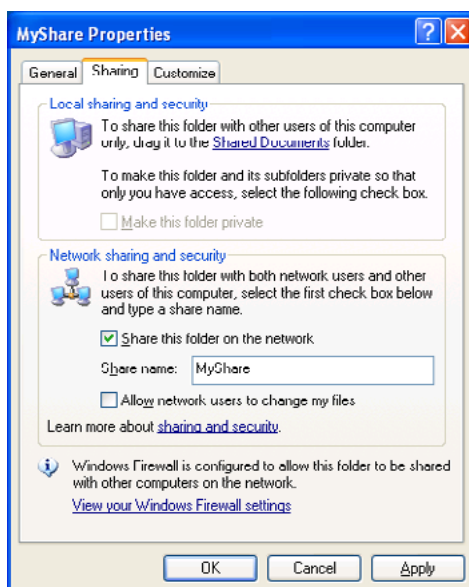 MyShare Properties
General Sharing Customize
Local sharing and security
To share this folder with other users of this computer
only, drag it to the Shared Documents folder.
To make this folder and its subfolders private so that
only you have access, select the following check box.
Make this folder private
Network sharing and security
To share this folder with both network users and other
users of this computer, select the first check box below
and type a share name.
Share this folder on the network
Share name: MyShare
Allow network users to change my files
Learn more about sharing and security.
Windows Firewall is configured to allow this folder to be shared
with other computers on the network.
View your Windows Firewall settings
OK Cancel Apply